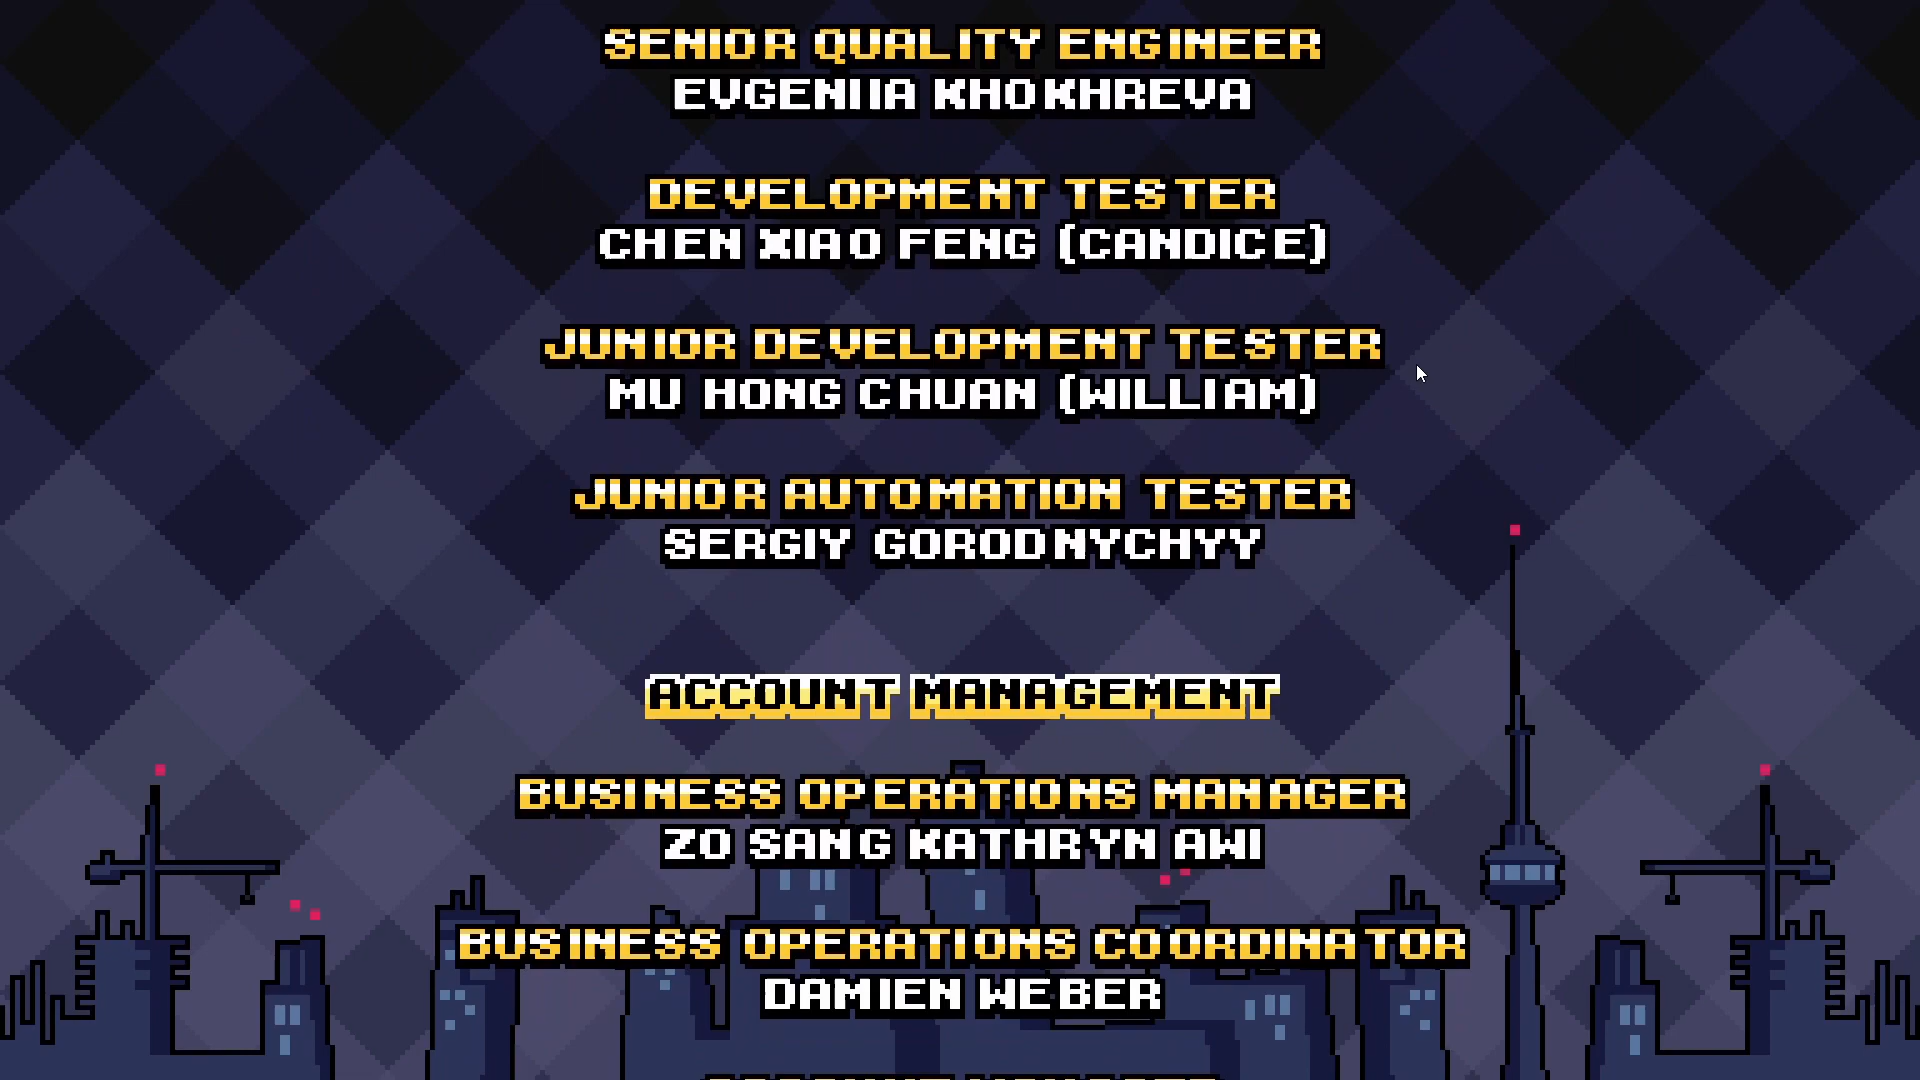 SENIOR QUALITY ENGINEER
EVGENIIA KHOKHREVA
DEVELOPMENT TESTER
CHEN XIAO FENG (CANDICE)
JUNIOR DEVELOPMENT TESTER
MU HONG CHUAN (WILLIAM)
JUNIOR AUTOMATION TESTER
SERGIY GORODNYCHYY
ACCOUNT MANAGEMENT
BUSINESS OPERATIONS MANAGER
ZO SANG KATHRYN AWI
BUSINESS OPERATIONS COORDINATOR
DAMIEN WEBER